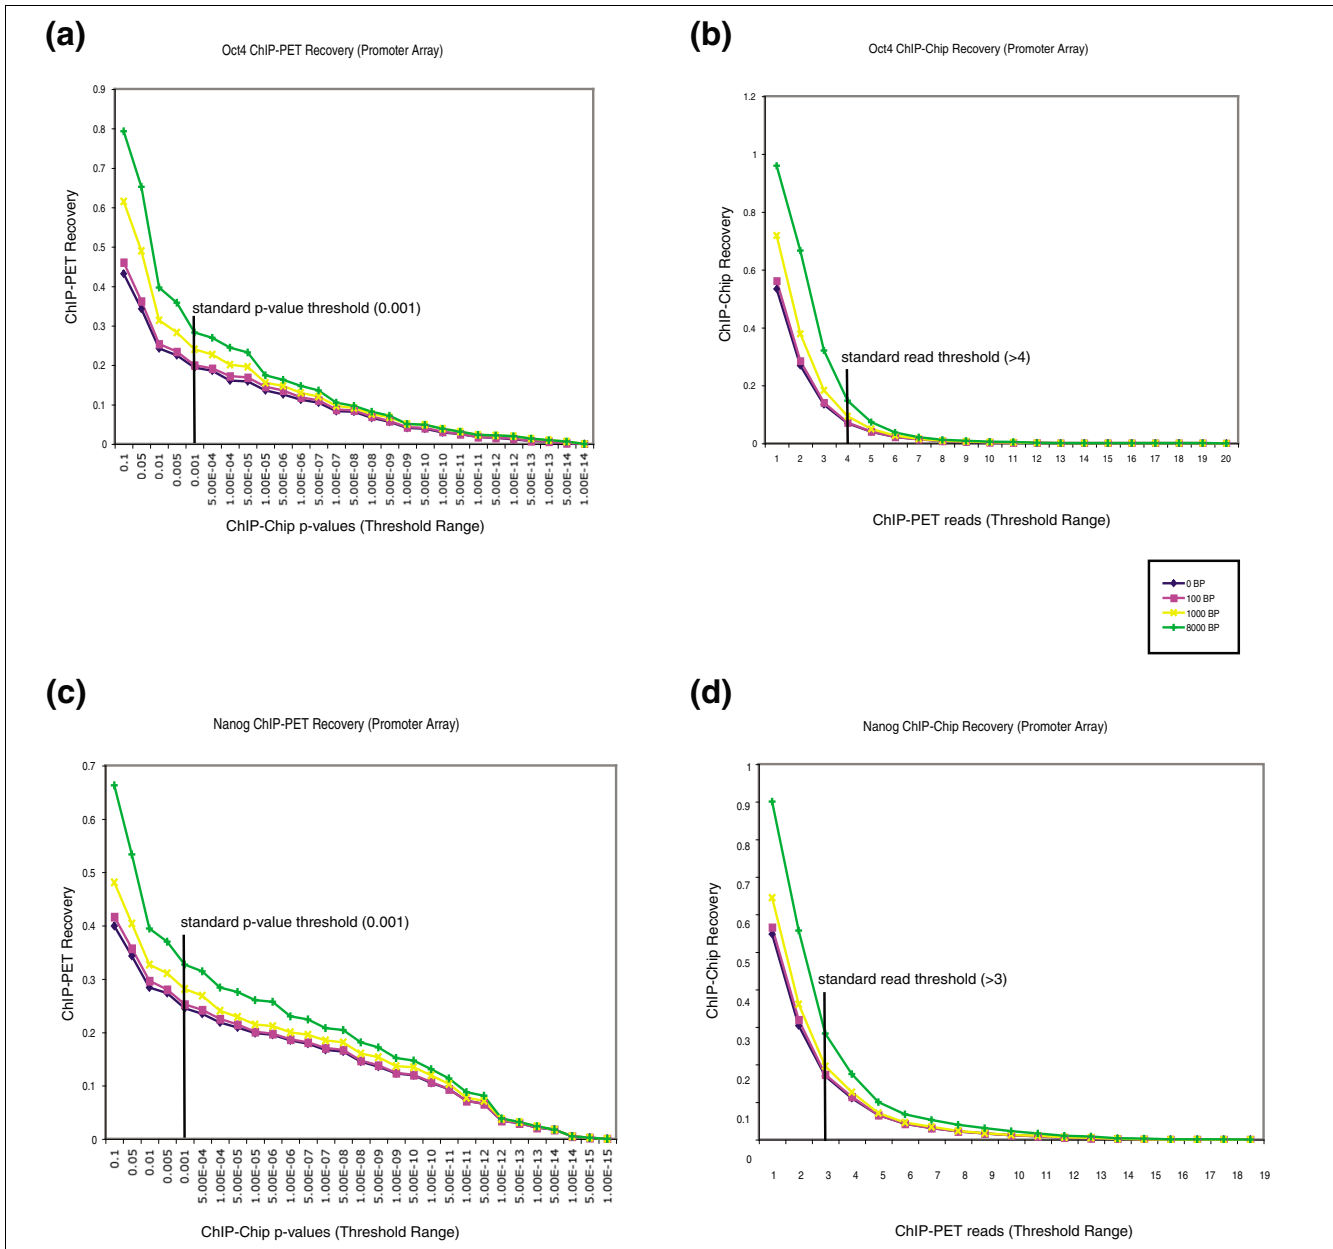 (a)
Oct4 ChIP-PET Recovery (Promoter Array)
0.9
0.8
0.7
0.6
0.5
0.4
0.3
0.2
0.1
0
ChIP-PET Recovery
standard p-value threshold (0.001)
0.1
0.05
0.01
0.005
0.001
5.00E-04
1.00E-04
5.00E-05
1.00E-05
5.00E-06
1.00E-06
5.00E-07
1.00E-07
5.00E-08
1.00E-08
5.00E-09
1.00E-09
5.00E-10
1.00E-10
5.00E-11
1.00E-11
5.00E-12
1.00E-12
5.00E-13
1.00E-13
5.00E-14
1.00E-14
ChIP-Chip p-values (Threshold Range)
(b)
Oct4 ChIP-Chip Recovery (Promoter Array)
1.2
1
0.8
0.6
0.4
0.2
0
ChIP-Chip Recovery
standard read threshold (>4)
1 2 3 4 5 6 7 8 9 10 11 12 13 14 15 16 17 18 19 20
ChIP-PET reads (Threshold Range)
0 BP
100 BP
1000 BP
8000 BP
(c)
Nanog ChIP-PET Recovery (Promoter Array)
0.7
0.6
0.5
0.4
0.3
0.2
0.1
0
ChIP-PET Recovery
standard p-value threshold (0.001)
0.1
0.05
0.01
0.005
0.001
5.00E-04
1.00E-04
5.00E-05
1.00E-05
5.00E-06
1.00E-06
5.00E-07
1.00E-07
5.00E-08
1.00E-08
5.00E-09
1.00E-09
5.00E-10
1.00E-10
5.00E-11
1.00E-11
5.00E-12
1.00E-12
5.00E-13
1.00E-13
5.00E-14
1.00E-14
5.00E-15
1.00E-15
ChIP-Chip p-values (Threshold Range)
(d)
Nanog ChIP-Chip Recovery (Promoter Array)
1
0.9
0.8
0.7
0.6
0.5
0.4
0.3
0.2
0.1
0
ChIP-Chip Recovery
standard read threshold (>3)
1 2 3 4 5 6 7 8 9 10 11 12 13 14 15 16 17 18 19
ChIP-PET reads (Threshold Range)